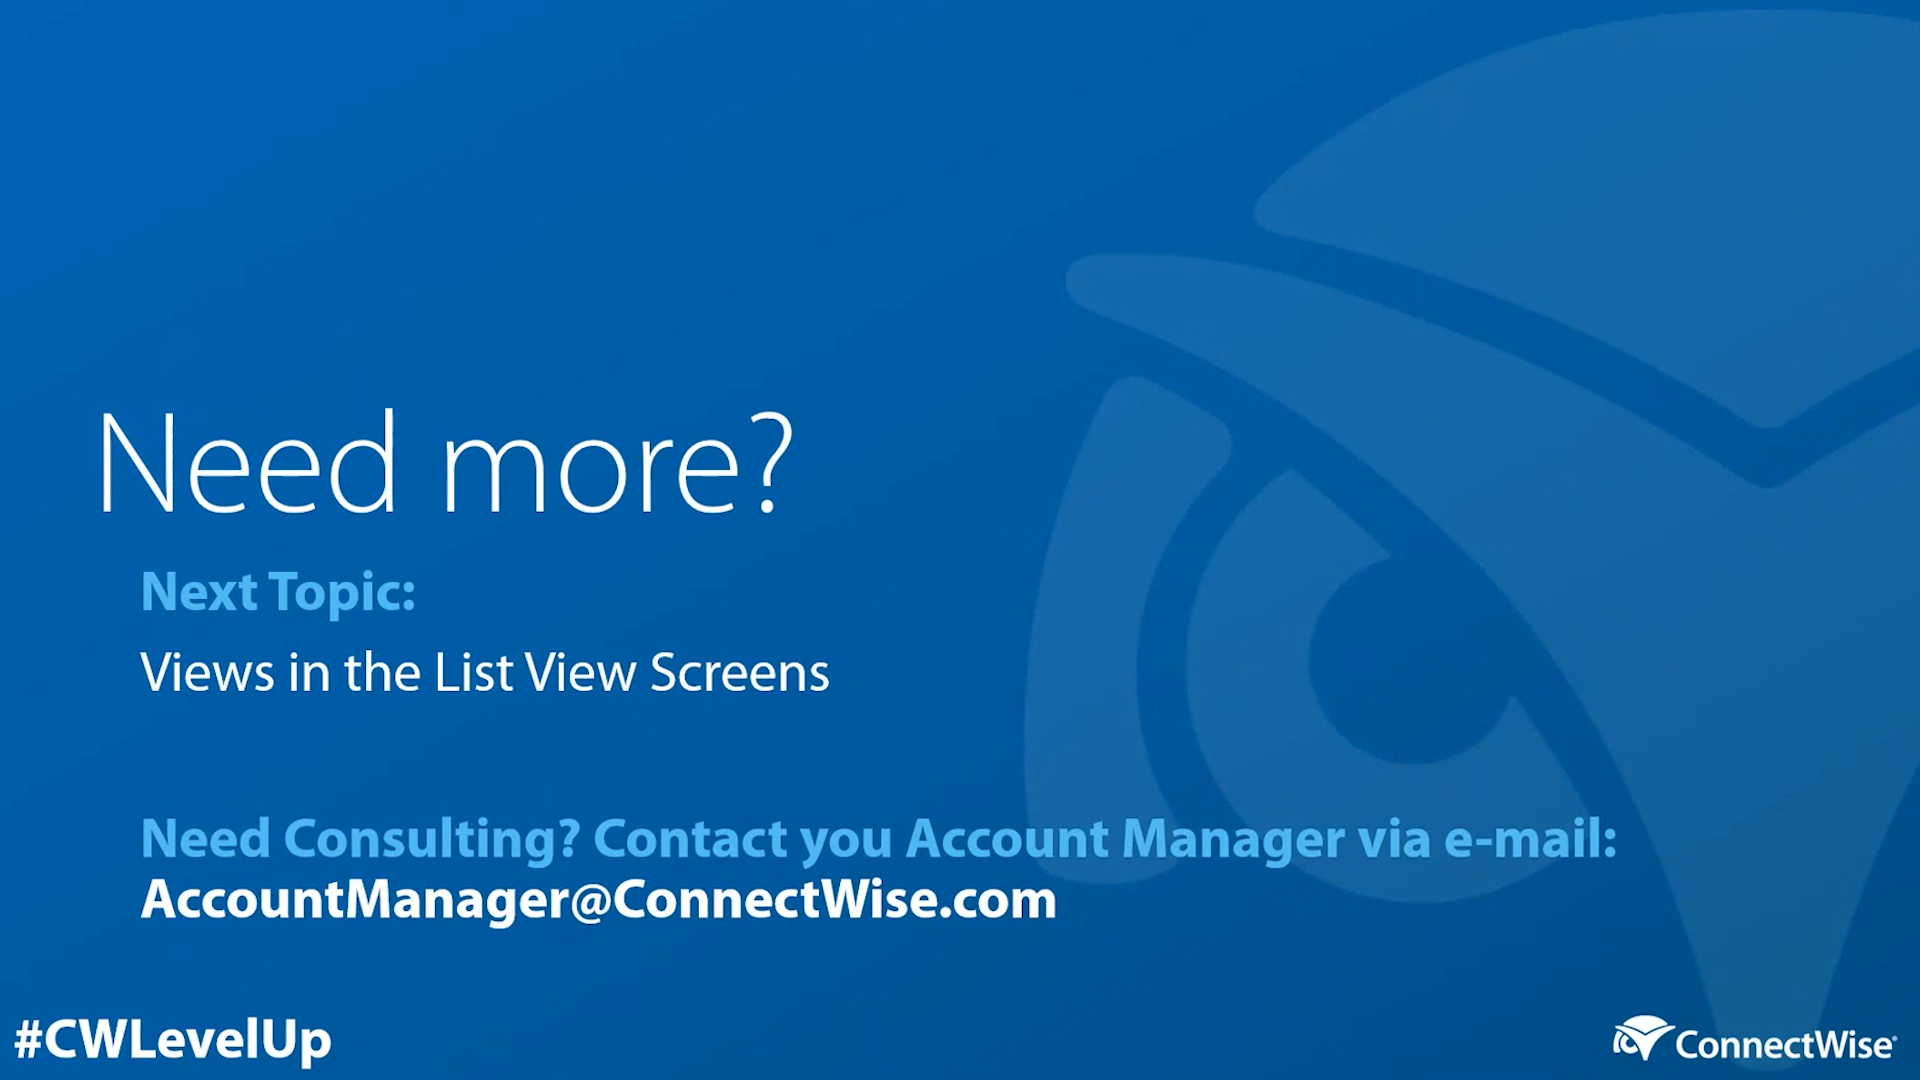 Need more?
Next Topic:
Views in the List View Screens
Need Consulting? Contact you Account Manager via e-mail:
AccountManager@ConnectWise.com
#CWLevelUp
ConnectWise®